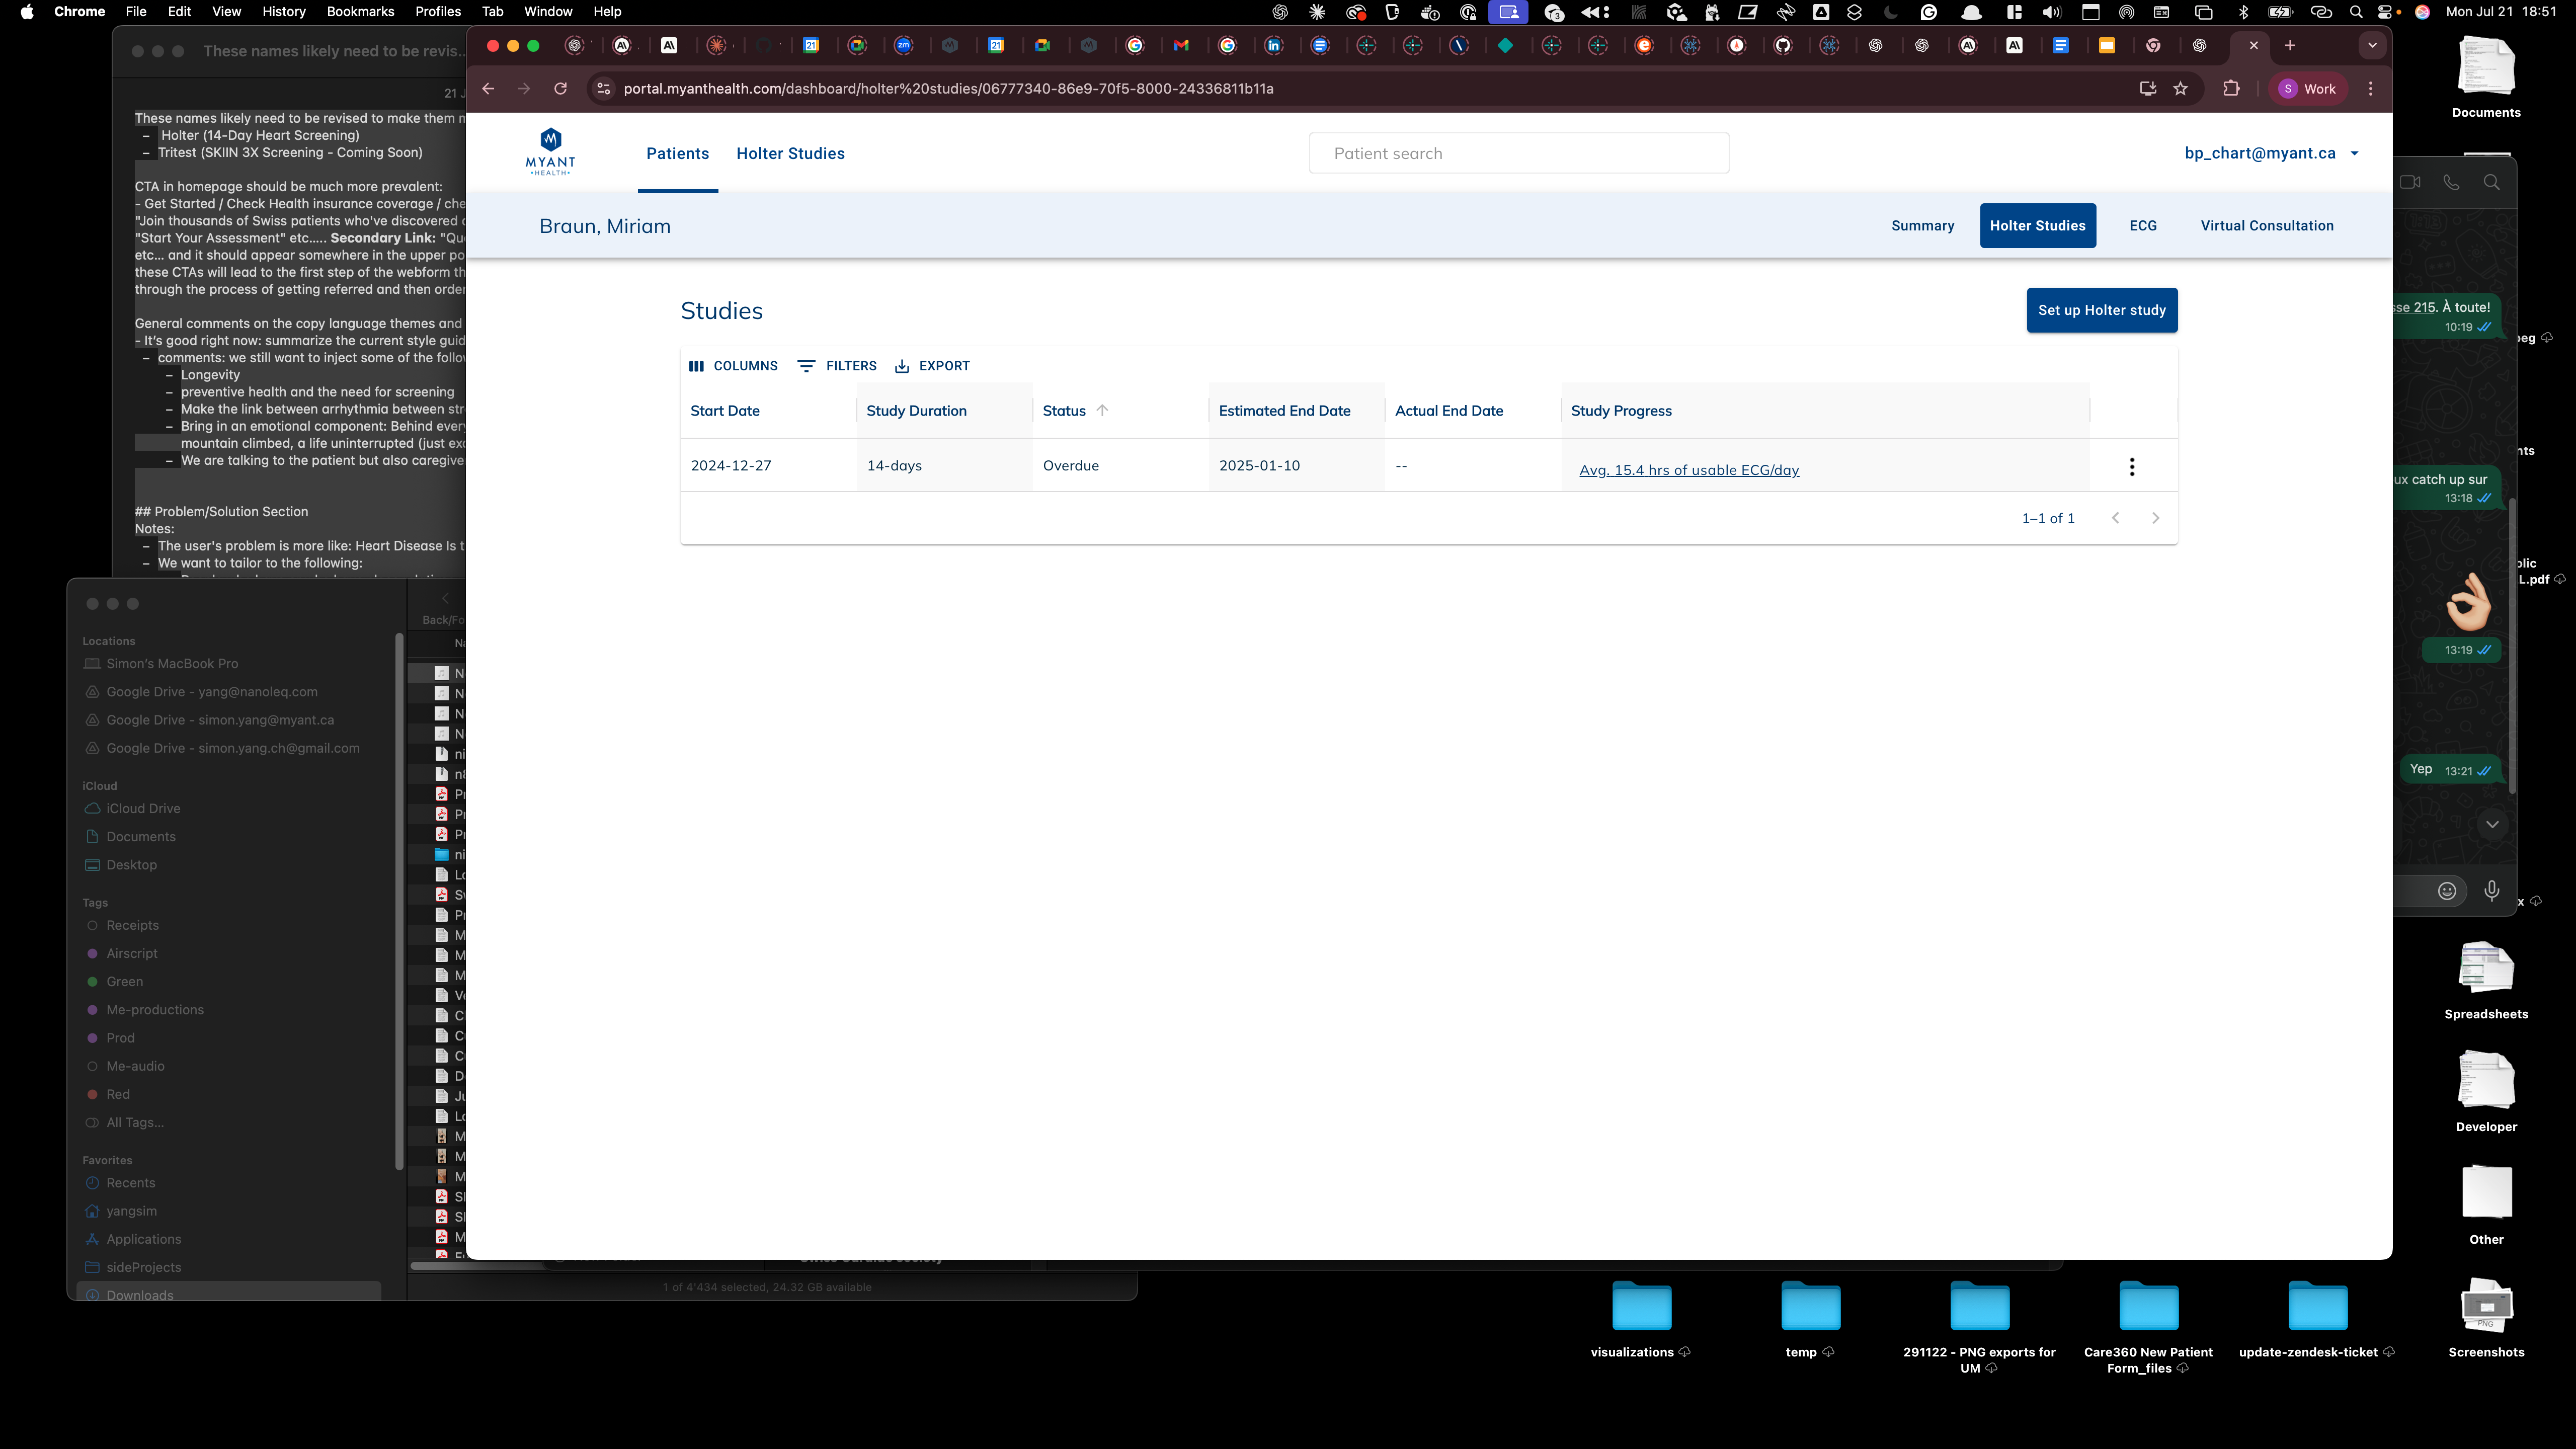 Chrome File Edit View History Bookmarks Profiles Tab Window Help
Mon Jul 21 18:51
These names likely need to be revis...
21 J
These names likely need to be revised to make them m
– Holter (14-Day Heart Screening)
– Tritest (SKIIN 3X Screening - Coming Soon)
CTA in homepage should be much more prevalent:
- Get Started / Check Health insurance coverage / che
"Join thousands of Swiss patients who've discovered
"Start Your Assessment" etc..... Secondary Link: "Qu
etc... and it should appear somewhere in the upper po
these CTAs will lead to the first step of the webform th
through the process of getting referred and then order
General comments on the copy language themes and
- It's good right now: summarize the current style guid
– comments: we still want to inject some of the follow
– Longevity
– preventive health and the need for screening
– Make the link between arrhythmia between str
– Bring in an emotional component: Behind every
mountain climbed, a life uninterrupted (just exa
– We are talking to the patient but also caregive
## Problem/Solution Section
Notes:
– The user's problem is more like: Heart Disease Is t
– We want to tailor to the following:
portal.myanthealth.com/dashboard/holter%20studies/06777340-86e9-70f5-8000-24336811b11a
S Work
MYANT
•HEALTH•
Patients
Holter Studies
Patient search
bp_chart@myant.ca
Braun, Miriam
Summary
Holter Studies
ECG
Virtual Consultation
Studies
Set up Holter study
COLUMNS
FILTERS
EXPORT
Start Date
Study Duration
Status
Estimated End Date
Actual End Date
Study Progress
2024-12-27
14-days
Overdue
2025-01-10
--
Avg. 15.4 hrs of usable ECG/day
1–1 of 1
Locations
Simon's MacBook Pro
Google Drive - yang@nanoleq.com
Google Drive - simon.yang@myant.ca
Google Drive - simon.yang.ch@gmail.com
iCloud
iCloud Drive
Documents
Desktop
Tags
Receipts
Airscript
Green
Me-productions
Prod
Me-audio
Red
All Tags...
Favorites
Recents
yangsim
Applications
sideProjects
Downloads
Back/Fo
1 of 4'434 selected, 24.32 GB available
sse 215. À toute!
10:19
ux catch up sur
13:18
13:19
Yep 13:21
Documents
peg
nts
blic
L.pdf
x
Spreadsheets
Developer
Other
Screenshots
PNG
visualizations
temp
291122 - PNG exports for
UM
Care360 New Patient
Form_files
update-zendesk-ticket